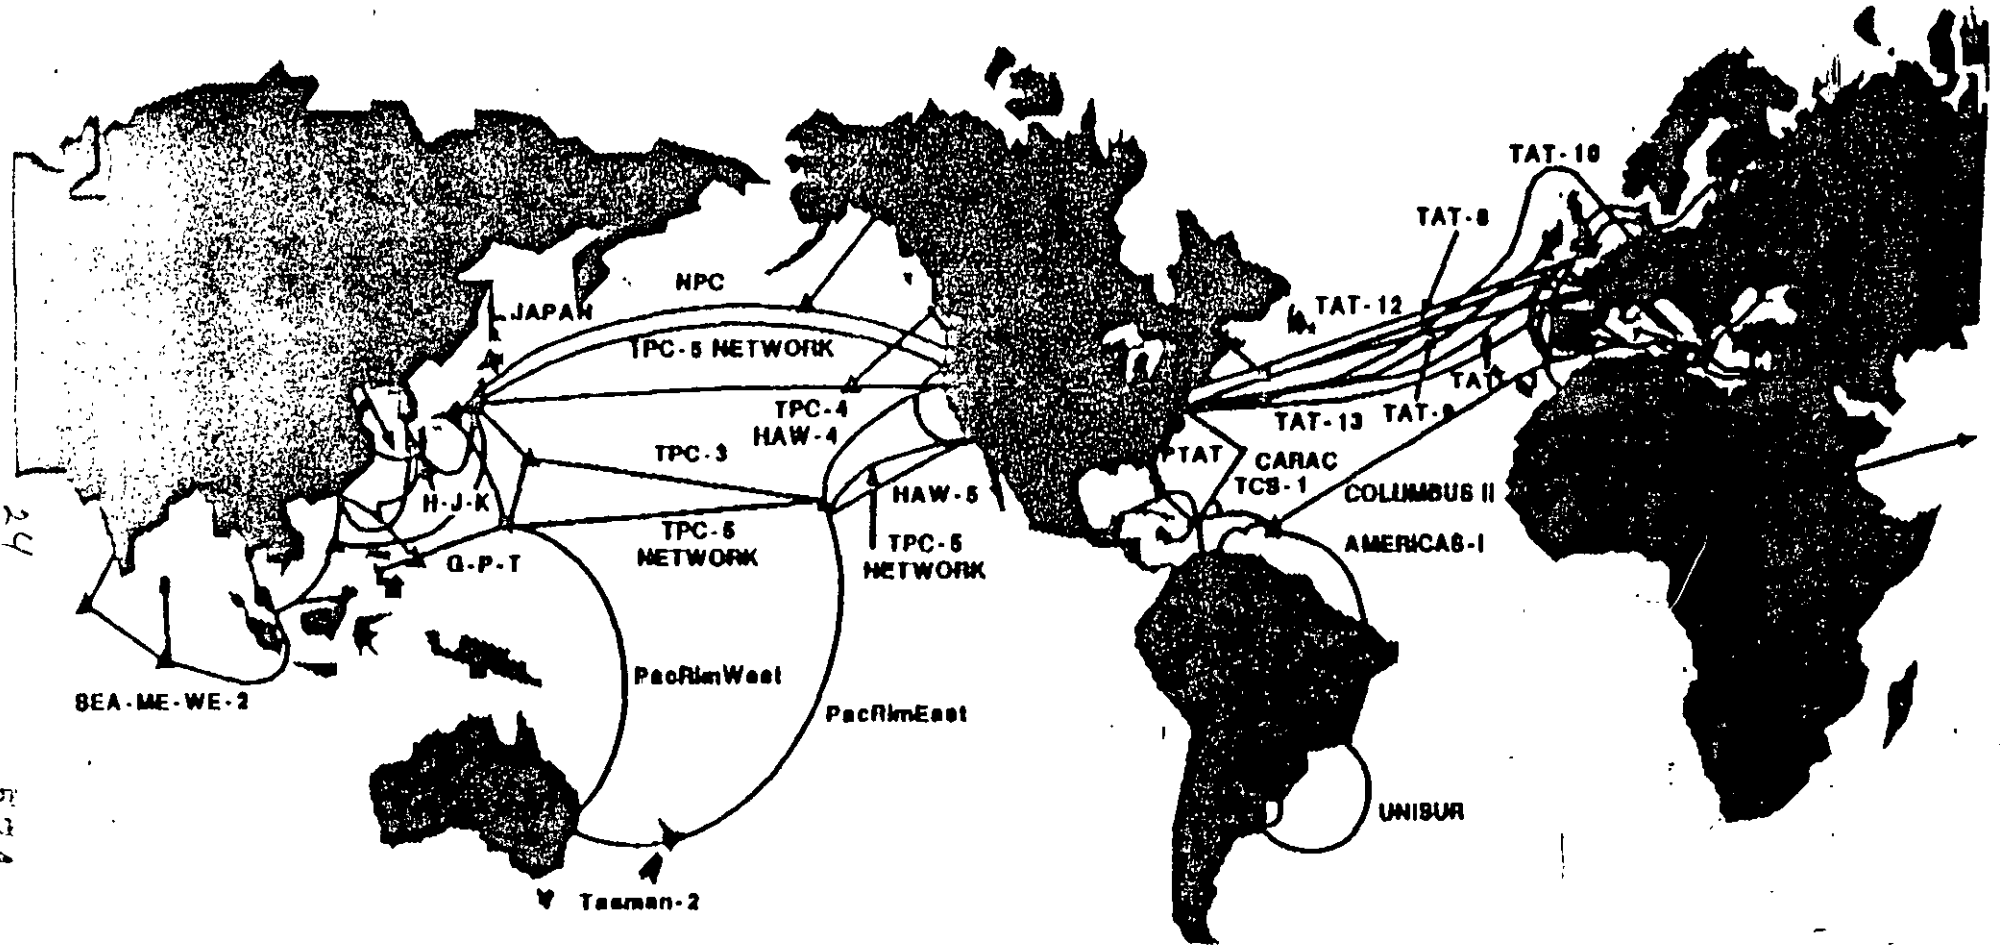 TAT-10
TAT-8
NPC
JAPAN
TAT-12
TPC-5 NETWORK
TPC-4
HAW-4
TAT-9
TAT-13
TPC-3
PTAT
CARAC
TCS-1
H-J-K
HAW-5
COLUMBUS II
TPC-5
NETWORK
TPC-5
NETWORK
AMERICAS-I
G-P-T
PacRimWest
SEA-ME-WE-2
PacRimEast
UNISUR
Tasman-2
24